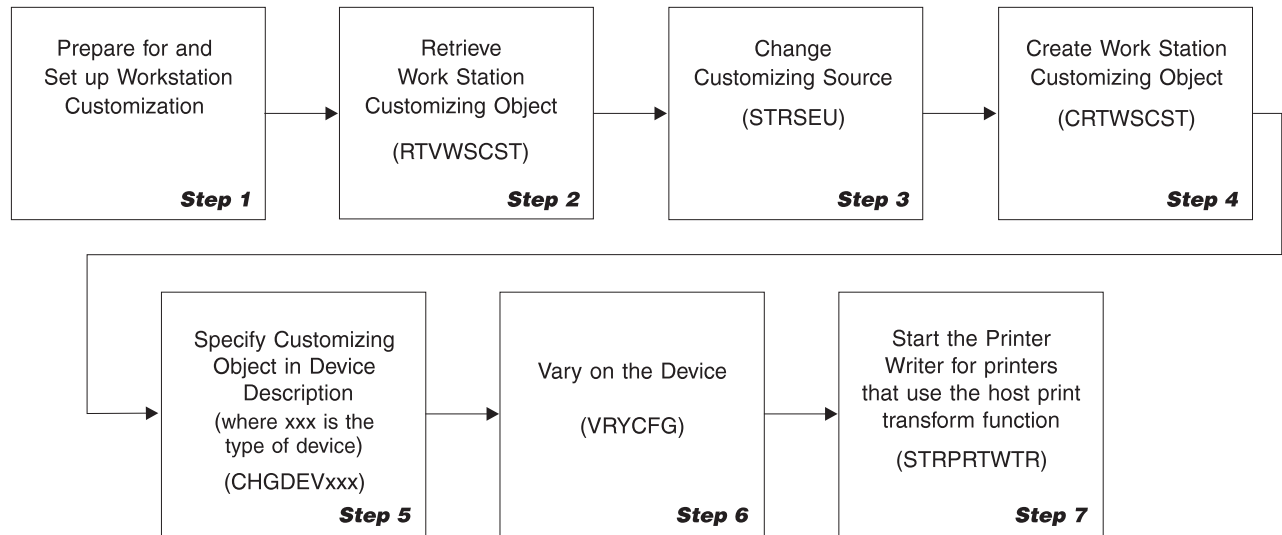 Prepare for and
Set up Workstation
Customization
Step 1
Retrieve
Work Station
Customizing Object
(RTVWSCST)
Step 2
Change
Customizing Source
(STRSEU)
Step 3
Create Work Station
Customizing Object
(CRTWSCST)
Step 4
Specify Customizing
Object in Device
Description
(where xxx is the
type of device)
(CHGDEVxxx)
Step 5
Vary on the Device
(VRYCFG)
Step 6
Start the Printer
Writer for printers
that use the host print
transform function
(STRPRTWTR)
Step 7